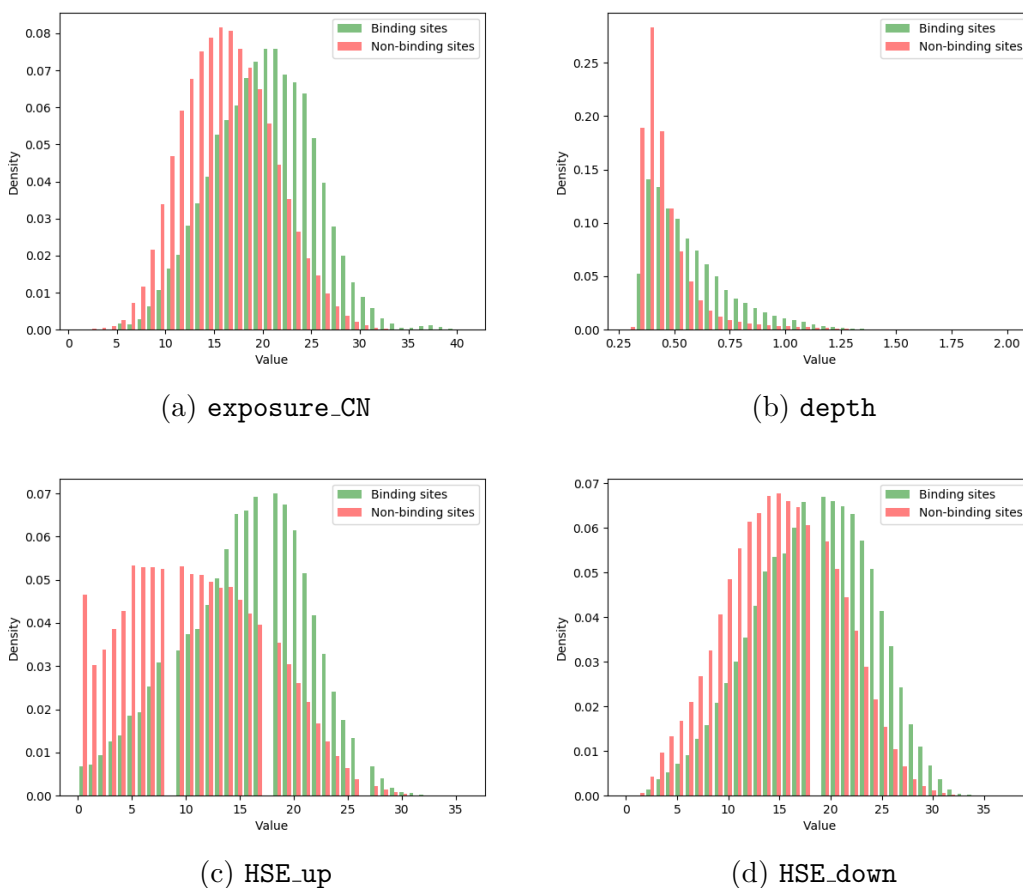 0.08
0.07
0.06
0.05
0.04
0.03
0.02
0.01
0.00
Density
0 5 10 15 20 25 30 35 40
Value
Binding sites
Non-binding sites
(a) exposure_CN
0.25
0.20
0.15
0.10
0.05
0.00
Density
0.25 0.50 0.75 1.00 1.25 1.50 1.75 2.00
Value
Binding sites
Non-binding sites
(b) depth
0.07
0.06
0.05
0.04
0.03
0.02
0.01
0.00
Density
0 5 10 15 20 25 30 35
Value
Binding sites
Non-binding sites
(c) HSE_up
0.07
0.06
0.05
0.04
0.03
0.02
0.01
0.00
Density
0 5 10 15 20 25 30 35
Value
Binding sites
Non-binding sites
(d) HSE_down